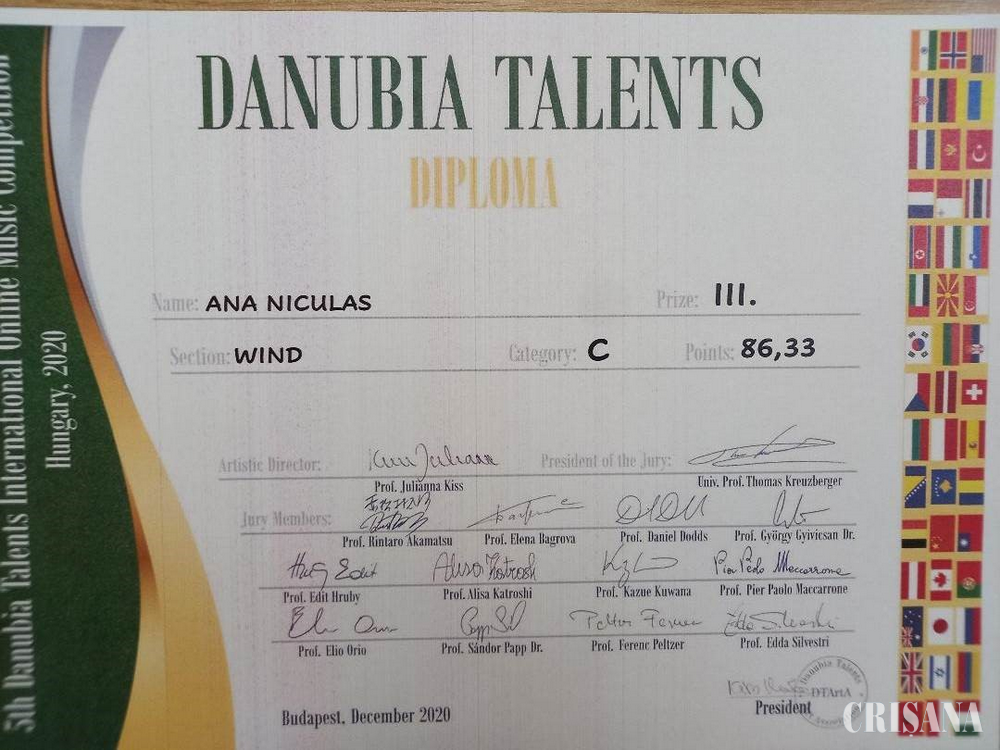 5th Danubia Talents International Online Music Competition
Hungary, 2020
DANUBIA TALENTS
DIPLOMA
Name: ANA NICULAS Prize: III.
Section: WIND Category: C Points: 86,33
Artistic Director: President of the Jury:
Prof. Julianna Kiss Univ. Prof. Thomas Kreuzberger
Jury Members:
Prof. Rintaro Akamatsu Prof. Elena Bagrova Prof. Daniel Dodds Prof. György Gyivicsan Dr.
Prof. Edit Hruby Prof. Alisa Katroshi Prof. Kazue Kuwana Prof. Pier Paolo Maccarrone
Prof. Elio Orio Prof. Sándor Papp Dr. Prof. Ferenc Peltzer Prof. Edda Silvestri
Danubia Talents
DTArtA
President
Budapest, December 2020
CRIȘANA